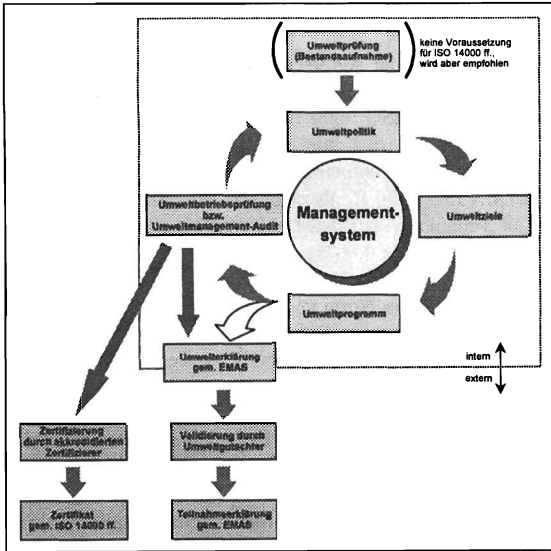 Umweltprüfung
(Bestandsaufnahme)
keine Voraussetzung
für ISO 14000 ff.,
wird aber empfohlen
Umweltpolitik
Umweltbetriebsprüfung
bzw.
Umweltmanagement-Audit
Management-
system
Umweltziele
Umweltprogramm
Umwelterklärung
gem. EMAS
intern
extern
Zertifizierung
durch akkreditierten
Zertifizierer
Validierung durch
Umweltgutachter
Zertifikat
gem. ISO 14000 ff.
Teilnahmeerklärung
gem. EMAS